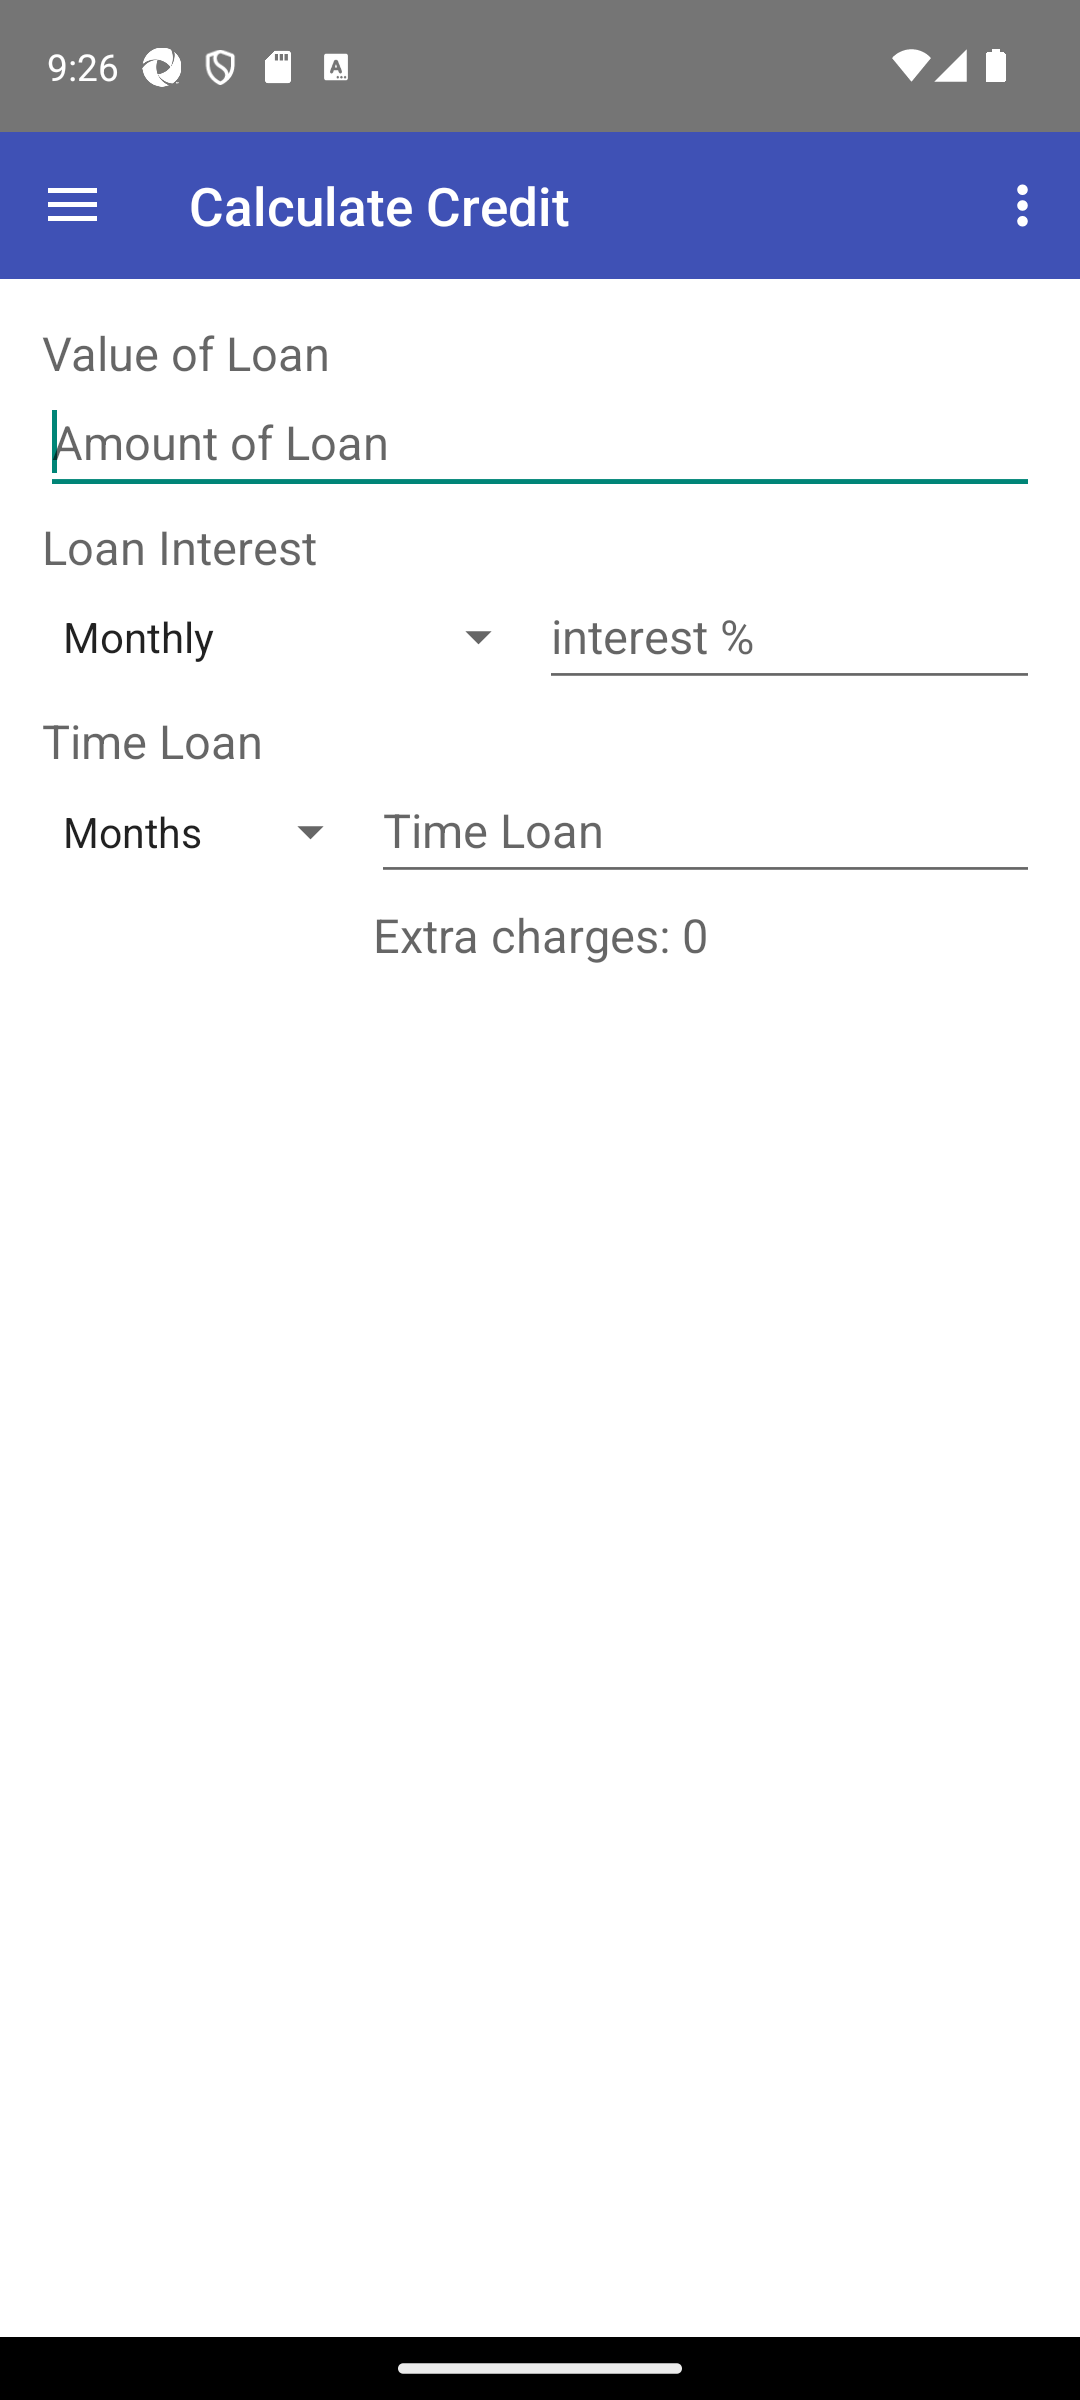 9:26
Calculate Credit
Value of Loan
Amount of Loan
Loan Interest
Monthly interest %
Time Loan
Months Time Loan
Extra charges: 0